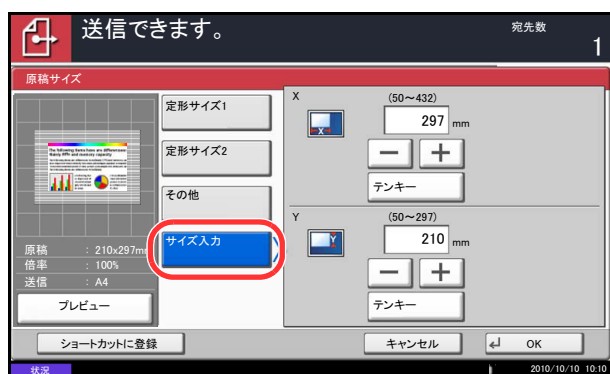 送信できます。
宛先数
1
原稿サイズ
定形サイズ1
定形サイズ2
その他
サイズ入力
原稿 : 210x297mm
倍率 : 100%
送信 : A4
プレビュー
X
(50～432)
297 mm
テンキー
Y
(50～297)
210 mm
テンキー
ショートカットに登録
キャンセル
OK
状況
2010/10/10 10:10